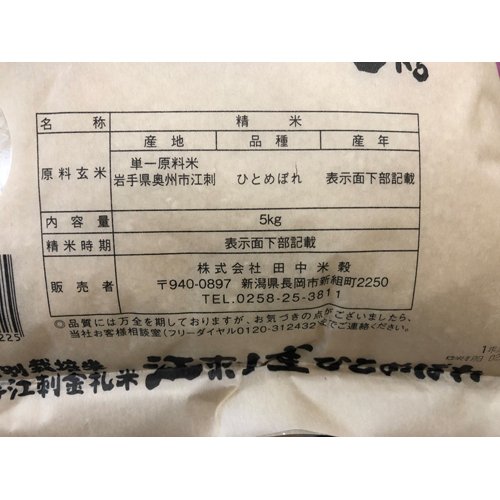 kg
名 称 精 米
産 地 品 種 産 年
原料玄米 単一原料米
岩手県奥州市江刺 ひとめぼれ 表示面下部記載
内 容 量 5kg
精米時期 表示面下部記載
販 売 者 株式会社 田中米穀
〒940-0897 新潟県長岡市新組町2250
TEL.0258-25-3811
◎品質には万全を期しておりますが、お気づきの点がございましたら、
当社お客様相談室(フリーダイヤル0120-312432)までご連絡下さい。
225
江刺金札米